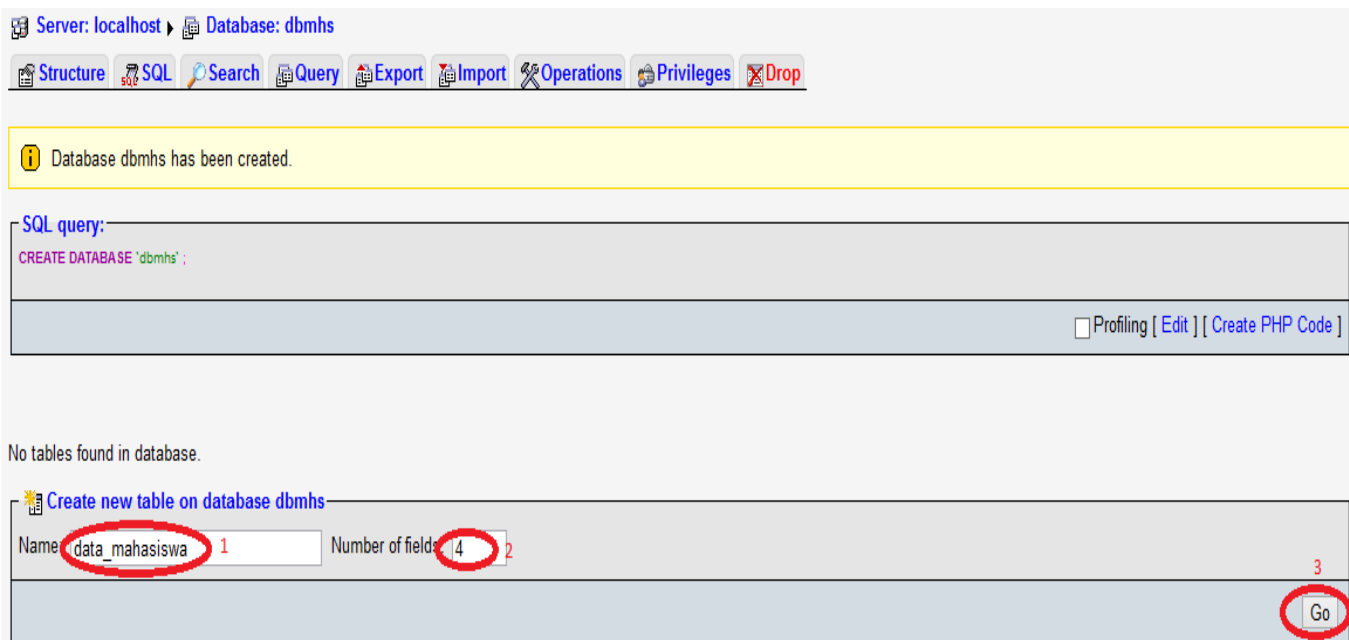 Server: localhost Database: dbmhs
Structure SQL Search Query Export Import Operations Privileges Drop
Database dbmhs has been created.
SQL query:
CREATE DATABASE `dbmhs` ;
Profiling [ Edit ] [ Create PHP Code ]
No tables found in database.
Create new table on database dbmhs
Name: data_mahasiswa 1 Number of fields: 4 2
3
Go